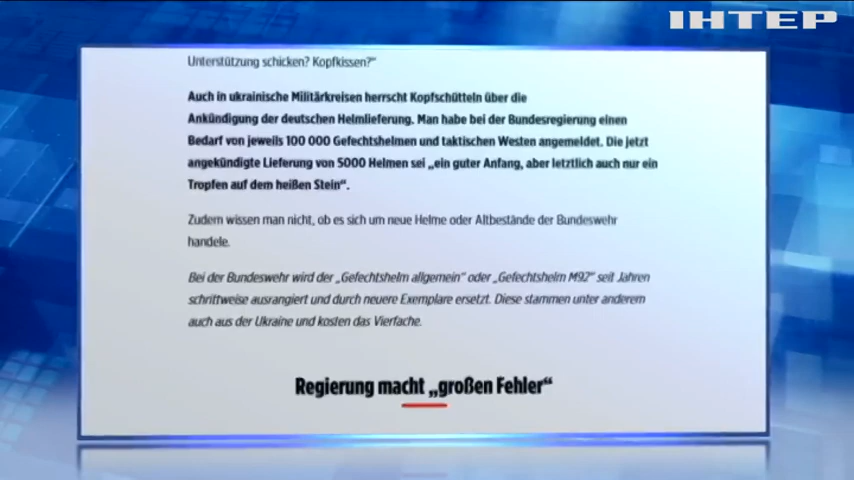 ІНТЕР
Unterstützung schicken? Kopfkissen?“
Auch in ukrainische Militärkreisen herrscht Kopfschütteln über die
Ankündigung der deutschen Helmlieferung. Man habe bei der Bundesregierung einen
Bedarf von jeweils 100 000 Gefechtshelmen und taktischen Westen angemeldet. Die jetzt
angekündigte Lieferung von 5000 Helmen sei „ein guter Anfang, aber letztlich auch nur ein
Tropfen auf dem heißen Stein“.
Zudem wissen man nicht, ob es sich um neue Helme oder Altbestände der Bundeswehr
handele.
Bei der Bundeswehr wird der „Gefechtshelm allgemein“ oder „Gefechtshelm M92“ seit Jahren
schrittweise ausrangiert und durch neuere Exemplare ersetzt. Diese stammen unter anderem
auch aus der Ukraine und kosten das Vierfache.
Regierung macht „großen Fehler“